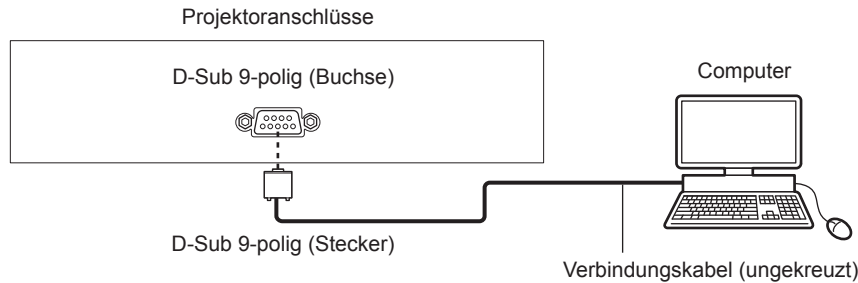 Projektoranschlüsse
D-Sub 9-polig (Buchse)
Computer
D-Sub 9-polig (Stecker)
Verbindungskabel (ungekreuzt)